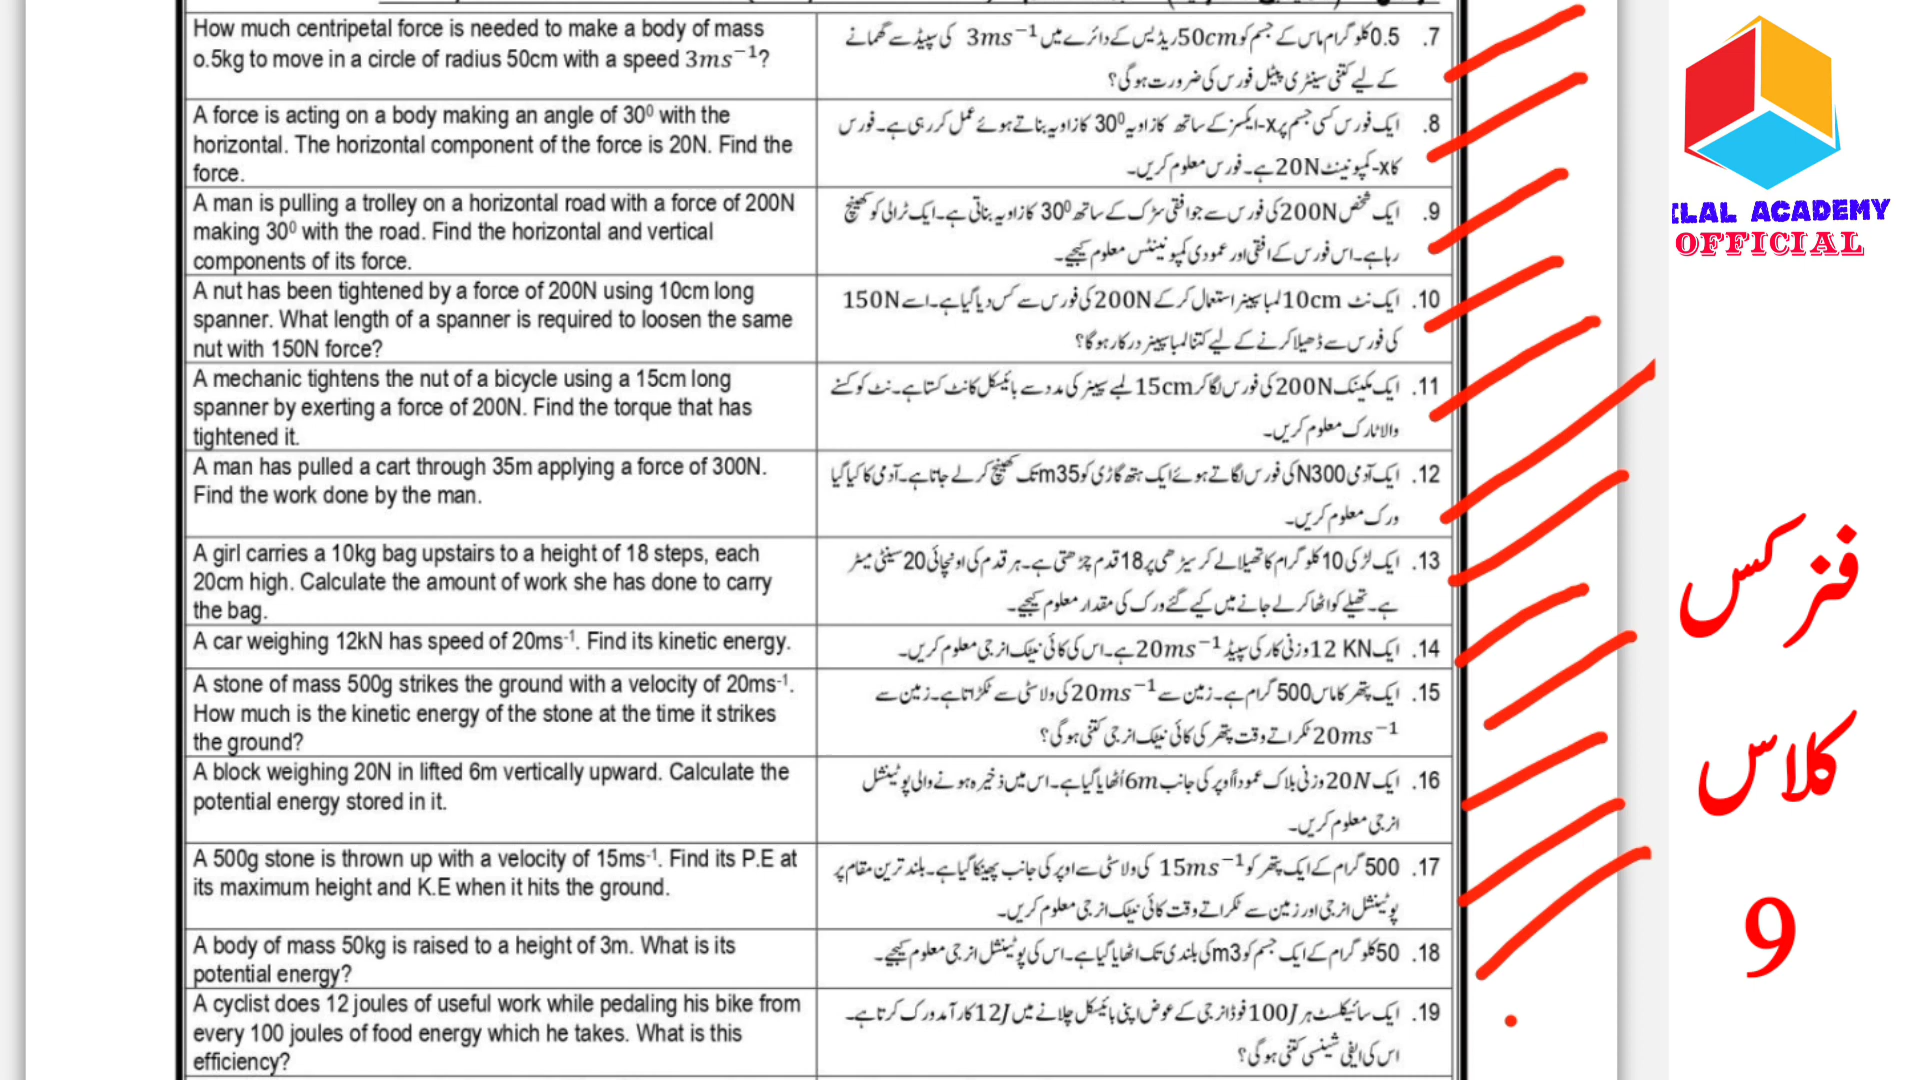 How much centripetal force is needed to make a body of mass
o.5kg to move in a circle of radius 50cm with a speed 3ms⁻¹?
7. 0.5کلوگرام ماس کے جسم کو50cmریڈیس کے دائرے میں 3ms⁻¹ کی سپیڈ سے گھمانے
کے لیے کتنی سینٹری پیٹل فورس کی ضرورت ہوگی؟
A force is acting on a body making an angle of 30⁰ with the
horizontal. The horizontal component of the force is 20N. Find the
force.
8. ایک فورس کسی جسم پر x-ایکسز کے ساتھ کازاویہ 30⁰ کازاویہ بناتے ہوئے عمل کررہی ہے۔ فورس
کا x-کمپونینٹ 20N ہے۔ فورس معلوم کریں۔
A man is pulling a trolley on a horizontal road with a force of 200N
making 30⁰ with the road. Find the horizontal and vertical
components of its force.
9. ایک شخص 200Nکی فورس سے جو افقی سڑک کے ساتھ 30⁰ کازاویہ بناتی ہے۔ ایک ٹرالی کو کھینچ
رہا ہے۔ اس فورس کے افقی اور عمودی کمپونینٹس معلوم کیجیے۔
A nut has been tightened by a force of 200N using 10cm long
spanner. What length of a spanner is required to loosen the same
nut with 150N force?
10. ایک نٹ 10cm لمبا سپینر استعمال کر کے 200Nکی فورس سے کس دیا گیا ہے۔ اسے 150N
کی فورس سے ڈھیلا کرنے کے لیے کتنا لمبا سپینر درکار ہوگا؟
A mechanic tightens the nut of a bicycle using a 15cm long
spanner by exerting a force of 200N. Find the torque that has
tightened it.
11. ایک مکینک 200Nکی فورس لگا کر 15cm لمبے سپینر کی مدد سے بائیسکل کا نٹ کستا ہے۔ نٹ کو کسنے
والا ٹارک معلوم کریں۔
A man has pulled a cart through 35m applying a force of 300N.
Find the work done by the man.
12. ایک آدمی N300کی فورس لگاتے ہوئے ایک ہتھ گاڑی کو m35تک کھینچ کر لے جاتا ہے۔ آدمی کا کیا گیا
ورک معلوم کریں۔
A girl carries a 10kg bag upstairs to a height of 18 steps, each
20cm high. Calculate the amount of work she has done to carry
the bag.
13. ایک لڑکی 10 کلوگرام کا تھیلا لے کر سیڑھی پر 18 قدم چڑھتی ہے۔ ہر قدم کی اونچائی 20 سینٹی میٹر
ہے۔ تھیلے کو اٹھا کر لے جانے میں کیے گئے ورک کی مقدار معلوم کیجیے۔
A car weighing 12kN has speed of 20ms⁻¹. Find its kinetic energy.
14. ایک 12 KN وزنی کار کی سپیڈ 20ms⁻¹ ہے۔ اس کی کائی نیٹک انرجی معلوم کریں۔
A stone of mass 500g strikes the ground with a velocity of 20ms⁻¹.
How much is the kinetic energy of the stone at the time it strikes
the ground?
15. ایک پتھر کا ماس 500 گرام ہے۔ زمین سے 20ms⁻¹ کی ولاسٹی سے ٹکراتا ہے۔ زمین سے
20ms⁻¹ ٹکراتے وقت پتھر کی کائی نیٹک انرجی کتنی ہوگی؟
A block weighing 20N in lifted 6m vertically upward. Calculate the
potential energy stored in it.
16. ایک 20N وزنی بلاک عموداً اوپر کی جانب 6m اُٹھایا گیا ہے۔ اس میں ذخیرہ ہونے والی پوٹینشل
انرجی معلوم کریں۔
A 500g stone is thrown up with a velocity of 15ms⁻¹. Find its P.E at
its maximum height and K.E when it hits the ground.
17. 500 گرام کے ایک پتھر کو 15ms⁻¹ کی ولاسٹی سے اوپر کی جانب پھینکا گیا ہے۔ بلند ترین مقام پر
پوٹینشل انرجی اور زمین سے ٹکراتے وقت کائی نیٹک انرجی معلوم کریں۔
A body of mass 50kg is raised to a height of 3m. What is its
potential energy?
18. 50کلوگرام کے ایک جسم کو m3کی بلندی تک اٹھایا گیا ہے۔ اس کی پوٹینشل انرجی معلوم کیجیے۔
A cyclist does 12 joules of useful work while pedaling his bike from
every 100 joules of food energy which he takes. What is this
efficiency?
19. ایک سائیکلسٹ ہر 100J فوڈ انرجی کے عوض اپنی بائیسکل چلانے میں 12J کارآمد ورک کرتا ہے۔
اس کی ایفی شینسی کتنی ہوگی؟
LAL ACADEMY
OFFICIAL
فزکس
کلاس
9